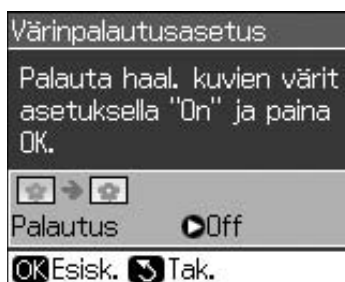 Värinpalautusasetus
Palauta haal. kuvien värit
asetuksella "On" ja paina
OK.
Palautus Off
OK Esisk. Tak.